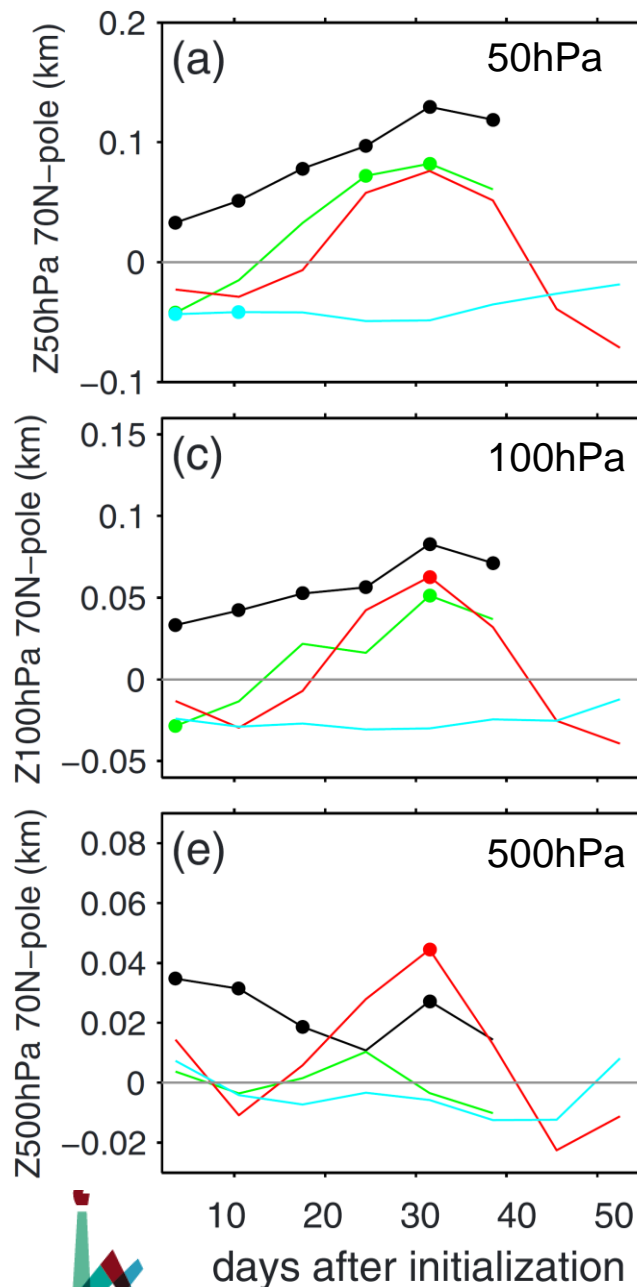 0.2
(a) 50hPa
0.1
0
−0.1
Z50hPa 70N−pole (km)
0.15
(c) 100hPa
0.1
0.05
0
−0.05
Z100hPa 70N−pole (km)
0.08
(e) 500hPa
0.06
0.04
0.02
0
−0.02
Z500hPa 70N−pole (km)
10 20 30 40 50
days after initialization